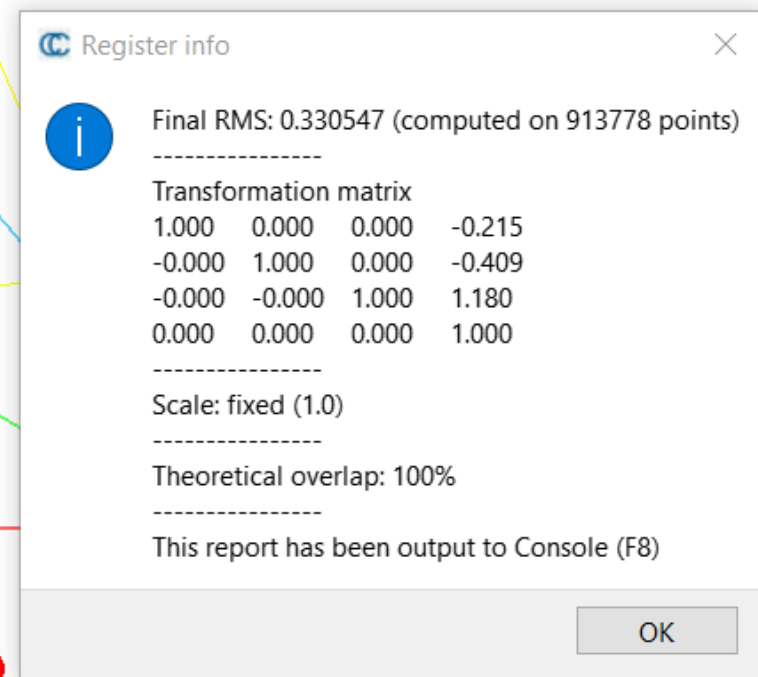 Register info
Final RMS: 0.330547 (computed on 913778 points)
----------------
Transformation matrix
1.000 0.000 0.000 -0.215
-0.000 1.000 0.000 -0.409
-0.000 -0.000 1.000 1.180
0.000 0.000 0.000 1.000
----------------
Scale: fixed (1.0)
----------------
Theoretical overlap: 100%
----------------
This report has been output to Console (F8)
OK